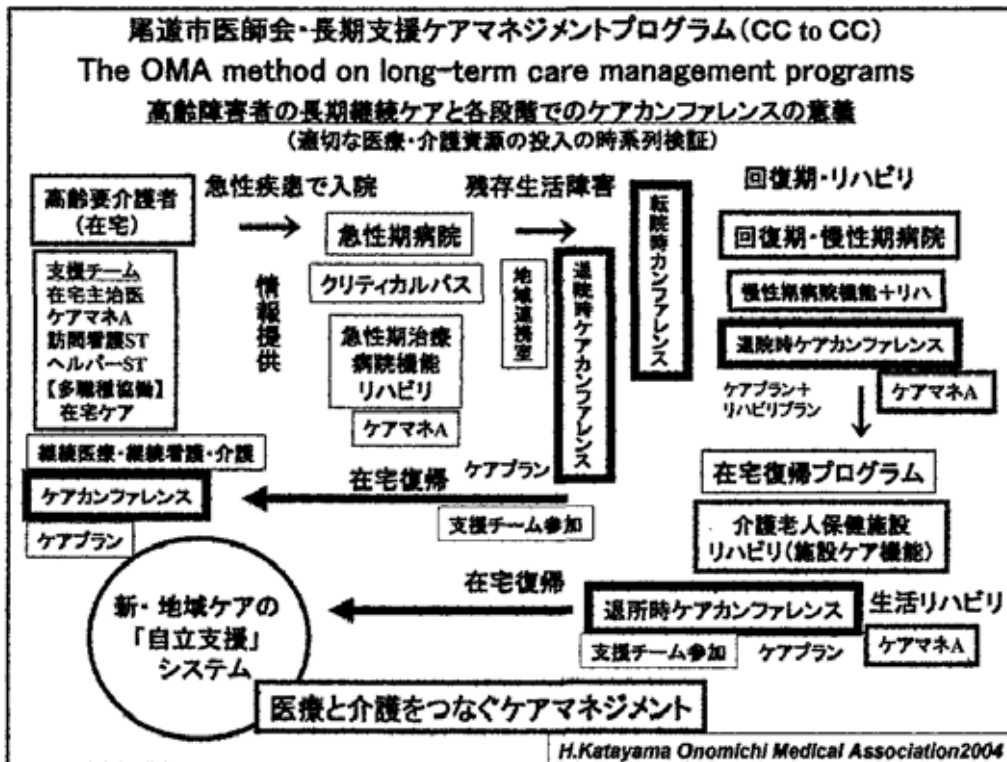 尾道市医師会・長期支援ケアマネジメントプログラム(CC to CC)
The OMA method on long-term care management programs
高齢障害者の長期継続ケアと各段階でのケアカンファレンスの意義
(適切な医療・介護資源の投入の時系列検証)
高齢要介護者
(在宅)
支援チーム
在宅主治医
ケアマネA
訪問看護ST
ヘルパーST
【多職種協働】
在宅ケア
継続医療・継続看護・介護
ケアカンファレンス
ケアプラン
急性疾患で入院
情報提供
急性期病院
クリティカルパス
急性期治療
病院機能
リハビリ
ケアマネA
残存生活障害
地域連携室
退院時ケアカンファレンス
転院時カンファレンス
回復期・リハビリ
回復期・慢性期病院
慢性期病院機能+リハ
退院時ケアカンファレンス
ケアプラン+
リハビリプラン
ケアマネA
在宅復帰
ケアプラン
支援チーム参加
在宅復帰プログラム
介護老人保健施設
リハビリ(施設ケア機能)
在宅復帰
退所時ケアカンファレンス
生活リハビリ
支援チーム参加
ケアプラン
ケアマネA
新・地域ケアの
「自立支援」
システム
医療と介護をつなぐケアマネジメント
H.Katayama Onomichi Medical Association2004